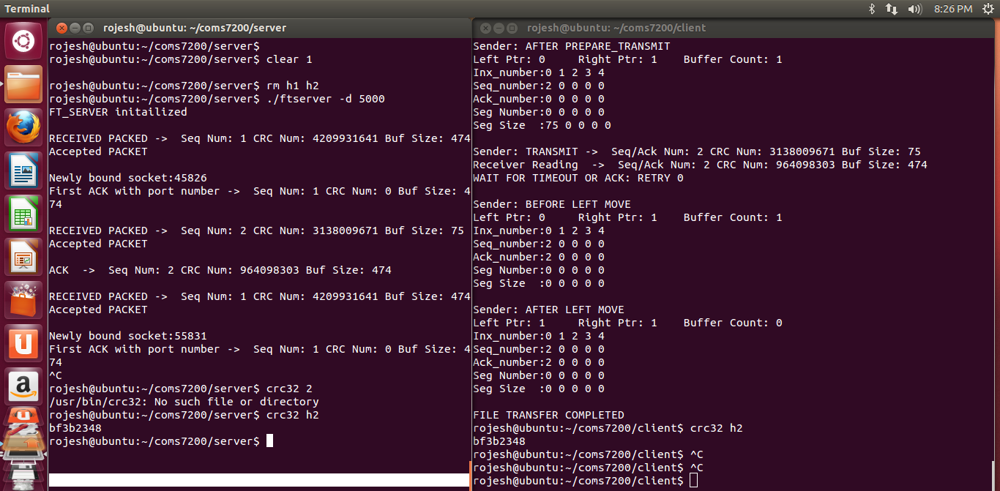 Terminal
8:26 PM
rojesh@ubuntu: ~/coms7200/server
rojesh@ubuntu:~/coms7200/server$
rojesh@ubuntu:~/coms7200/server$ clear 1
rojesh@ubuntu:~/coms7200/server$ rm h1 h2
rojesh@ubuntu:~/coms7200/server$ ./ftserver -d 5000
FT_SERVER initailized
RECEIVED PACKED ->  Seq Num: 1 CRC Num: 4209931641 Buf Size: 474
Accepted PACKET
Newly bound socket:45826
First ACK with port number ->  Seq Num: 1 CRC Num: 0 Buf Size: 4
74
RECEIVED PACKED ->  Seq Num: 2 CRC Num: 3138009671 Buf Size: 75
Accepted PACKET
ACK  ->  Seq Num: 2 CRC Num: 964098303 Buf Size: 474
RECEIVED PACKED ->  Seq Num: 1 CRC Num: 4209931641 Buf Size: 474
Accepted PACKET
Newly bound socket:55831
First ACK with port number ->  Seq Num: 1 CRC Num: 0 Buf Size: 4
74
^C
rojesh@ubuntu:~/coms7200/server$ crc32 2
/usr/bin/crc32: No such file or directory
rojesh@ubuntu:~/coms7200/server$ crc32 h2
bf3b2348
rojesh@ubuntu:~/coms7200/server$
rojesh@ubuntu: ~/coms7200/client
Sender: AFTER PREPARE_TRANSMIT
Left Ptr: 0     Right Ptr: 1    Buffer Count: 1
Inx_number:0 1 2 3 4
Seq_number:2 0 0 0 0
Ack_number:0 0 0 0 0
Seg Number:0 0 0 0 0
Seg Size  :75 0 0 0 0
Sender: TRANSMIT ->  Seq/Ack Num: 2 CRC Num: 3138009671 Buf Size: 75
Receiver Reading  ->  Seq/Ack Num: 2 CRC Num: 964098303 Buf Size: 474
WAIT FOR TIMEOUT OR ACK: RETRY 0
Sender: BEFORE LEFT MOVE
Left Ptr: 0     Right Ptr: 1    Buffer Count: 1
Inx_number:0 1 2 3 4
Seq_number:2 0 0 0 0
Ack_number:2 0 0 0 0
Seg Number:0 0 0 0 0
Seg Size  :0 0 0 0 0
Sender: AFTER LEFT MOVE
Left Ptr: 1     Right Ptr: 1    Buffer Count: 0
Inx_number:0 1 2 3 4
Seq_number:2 0 0 0 0
Ack_number:2 0 0 0 0
Seg Number:0 0 0 0 0
Seg Size  :0 0 0 0 0
FILE TRANSFER COMPLETED
rojesh@ubuntu:~/coms7200/client$ crc32 h2
bf3b2348
rojesh@ubuntu:~/coms7200/client$ ^C
rojesh@ubuntu:~/coms7200/client$ ^C
rojesh@ubuntu:~/coms7200/client$